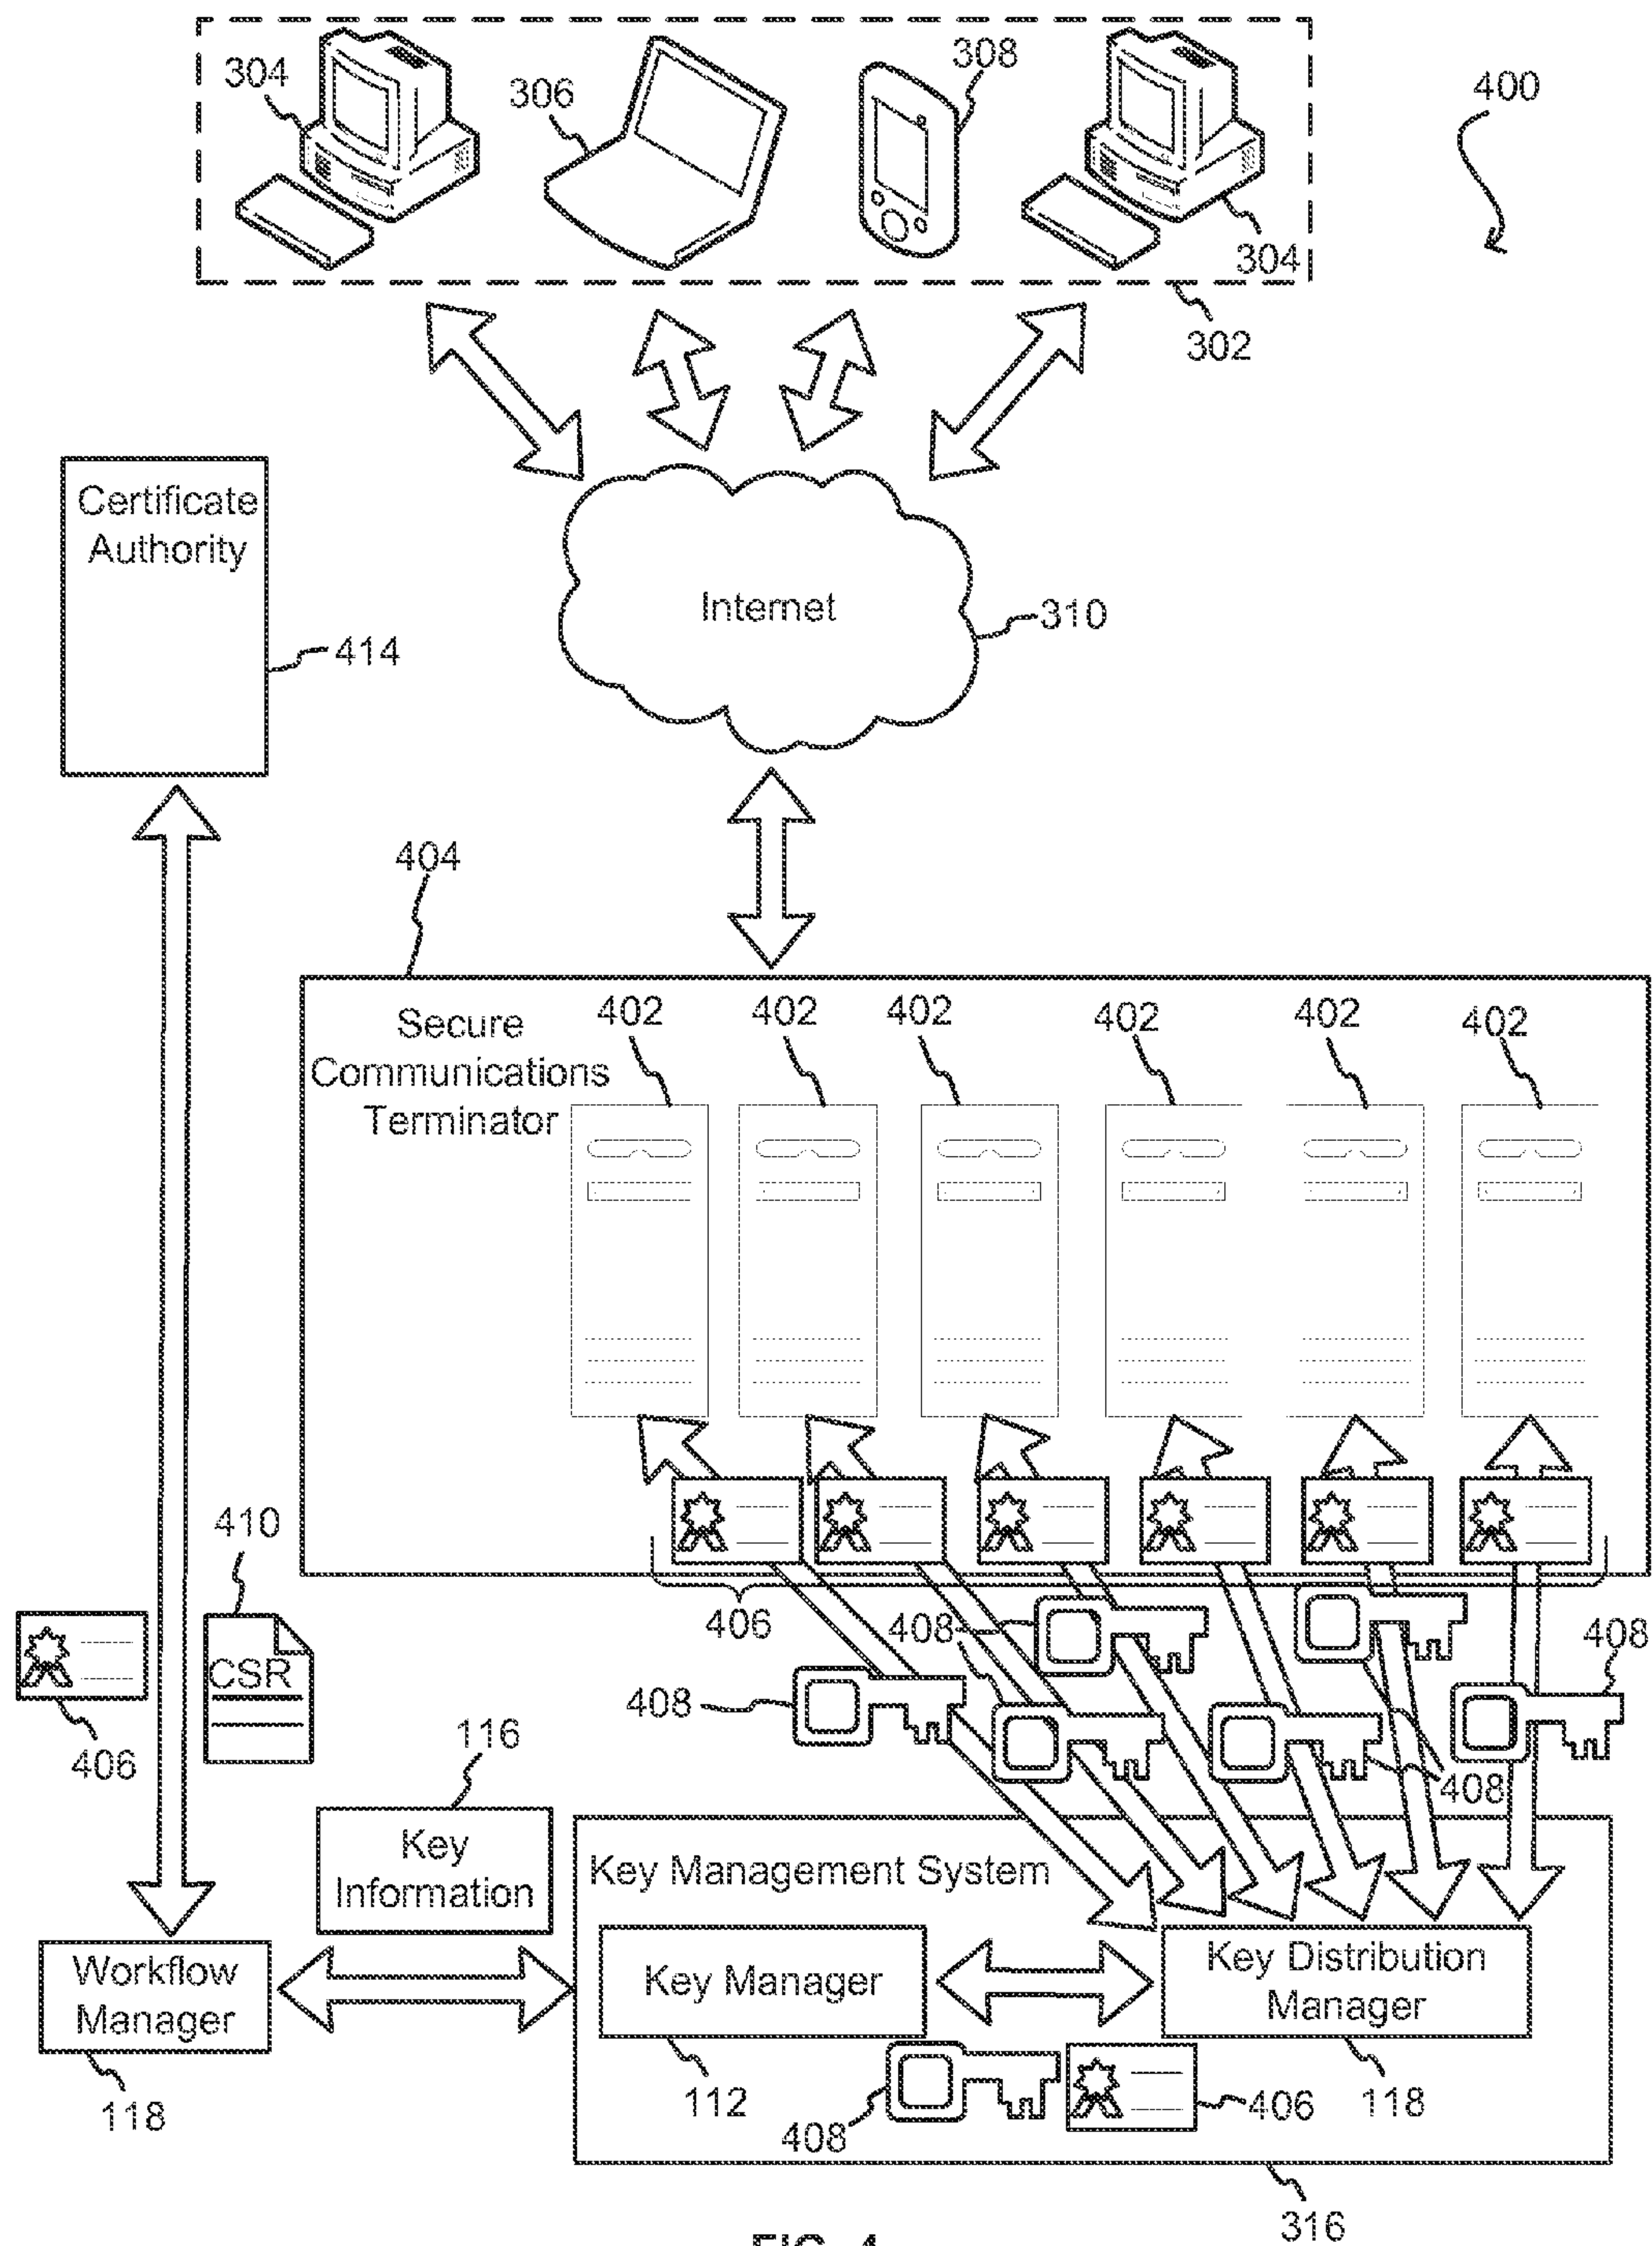 304
306
308
304
400
302
Certificate
Authority
414
Internet
310
404
Secure
Communications
Terminator
402
402
402
402
402
402
406
408
408
408
408
410
CSR
406
116
Key
Information
Key Management System
Workflow
Manager
118
Key Manager
112
Key Distribution
Manager
118
408
406
316
FIG. 4